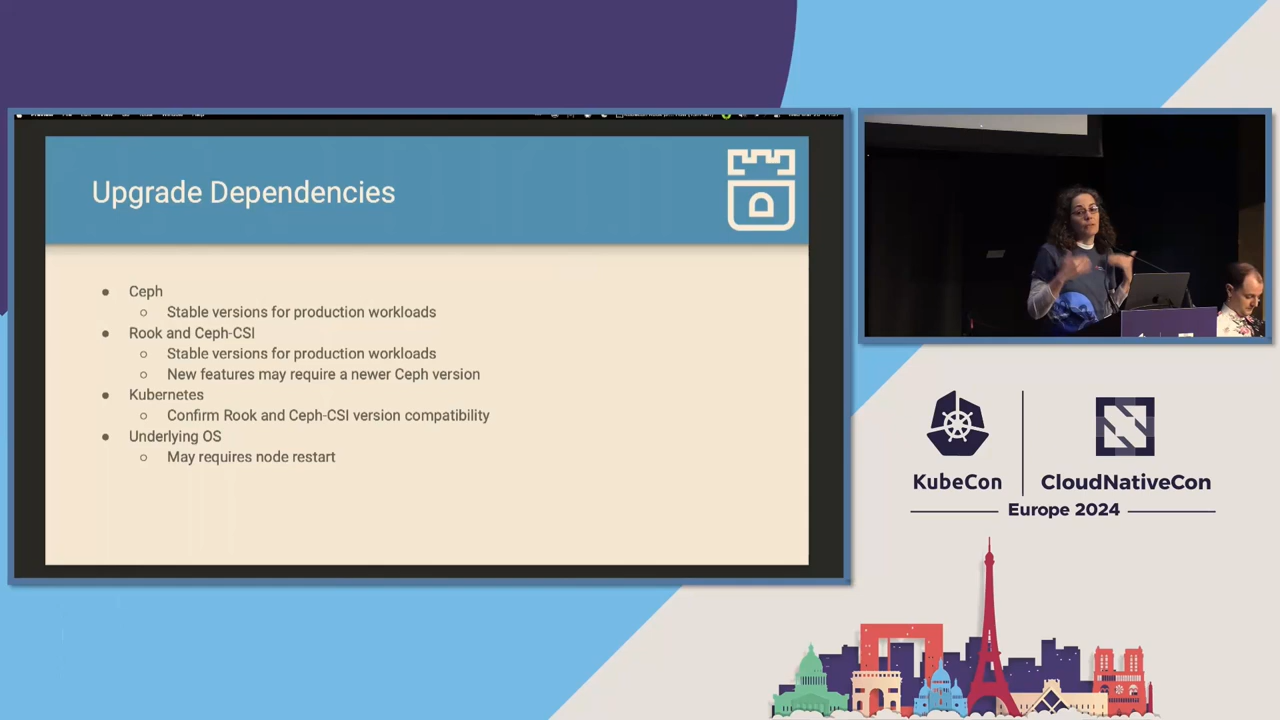 Upgrade Dependencies
D
● Ceph
○ Stable versions for production workloads
● Rook and Ceph-CSI
○ Stable versions for production workloads
○ New features may require a newer Ceph version
● Kubernetes
○ Confirm Rook and Ceph-CSI version compatibility
● Underlying OS
○ May requires node restart
KubeCon
CloudNativeCon
Europe 2024